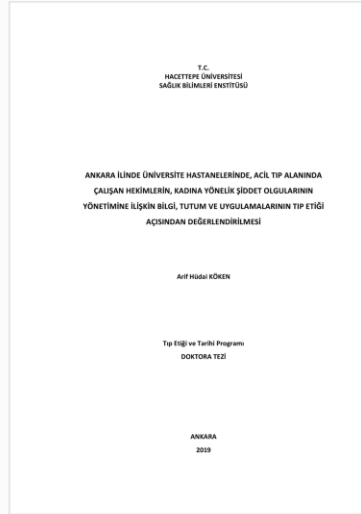 T.C.
HACETTEPE ÜNİVERSİTESİ
SAĞLIK BİLİMLERİ ENSTİTÜSÜ
ANKARA İLİNDE ÜNİVERSİTE HASTANELERİNDE, ACİL TIP ALANINDA
ÇALIŞAN HEKİMLERİN, KADINA YÖNELİK ŞİDDET OLGULARININ
YÖNETİMİNE İLİŞKİN BİLGİ, TUTUM VE UYGULAMALARININ TIP ETİĞİ
AÇISINDAN DEĞERLENDİRİLMESİ
Arif Hüdai KÖKEN
Tıp Etiği ve Tarihi Programı
DOKTORA TEZİ
ANKARA
2019